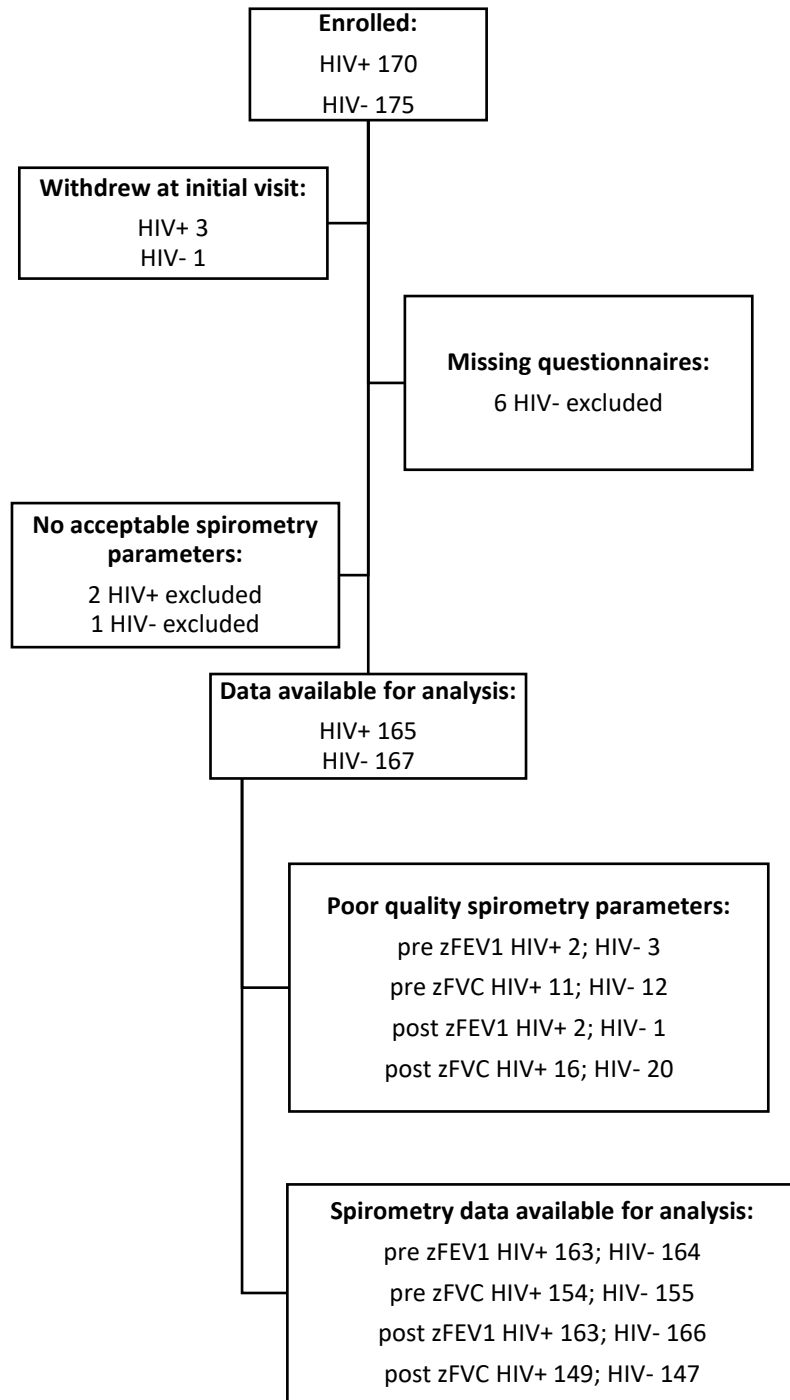 Enrolled:
HIV+ 170
HIV- 175
Withdrew at initial visit:
HIV+ 3
HIV- 1
Missing questionnaires:
6 HIV- excluded
No acceptable spirometry
parameters:
2 HIV+ excluded
1 HIV- excluded
Data available for analysis:
HIV+ 165
HIV- 167
Poor quality spirometry parameters:
pre zFEV1 HIV+ 2; HIV- 3
pre zFVC HIV+ 11; HIV- 12
post zFEV1 HIV+ 2; HIV- 1
post zFVC HIV+ 16; HIV- 20
Spirometry data available for analysis:
pre zFEV1 HIV+ 163; HIV- 164
pre zFVC HIV+ 154; HIV- 155
post zFEV1 HIV+ 163; HIV- 166
post zFVC HIV+ 149; HIV- 147